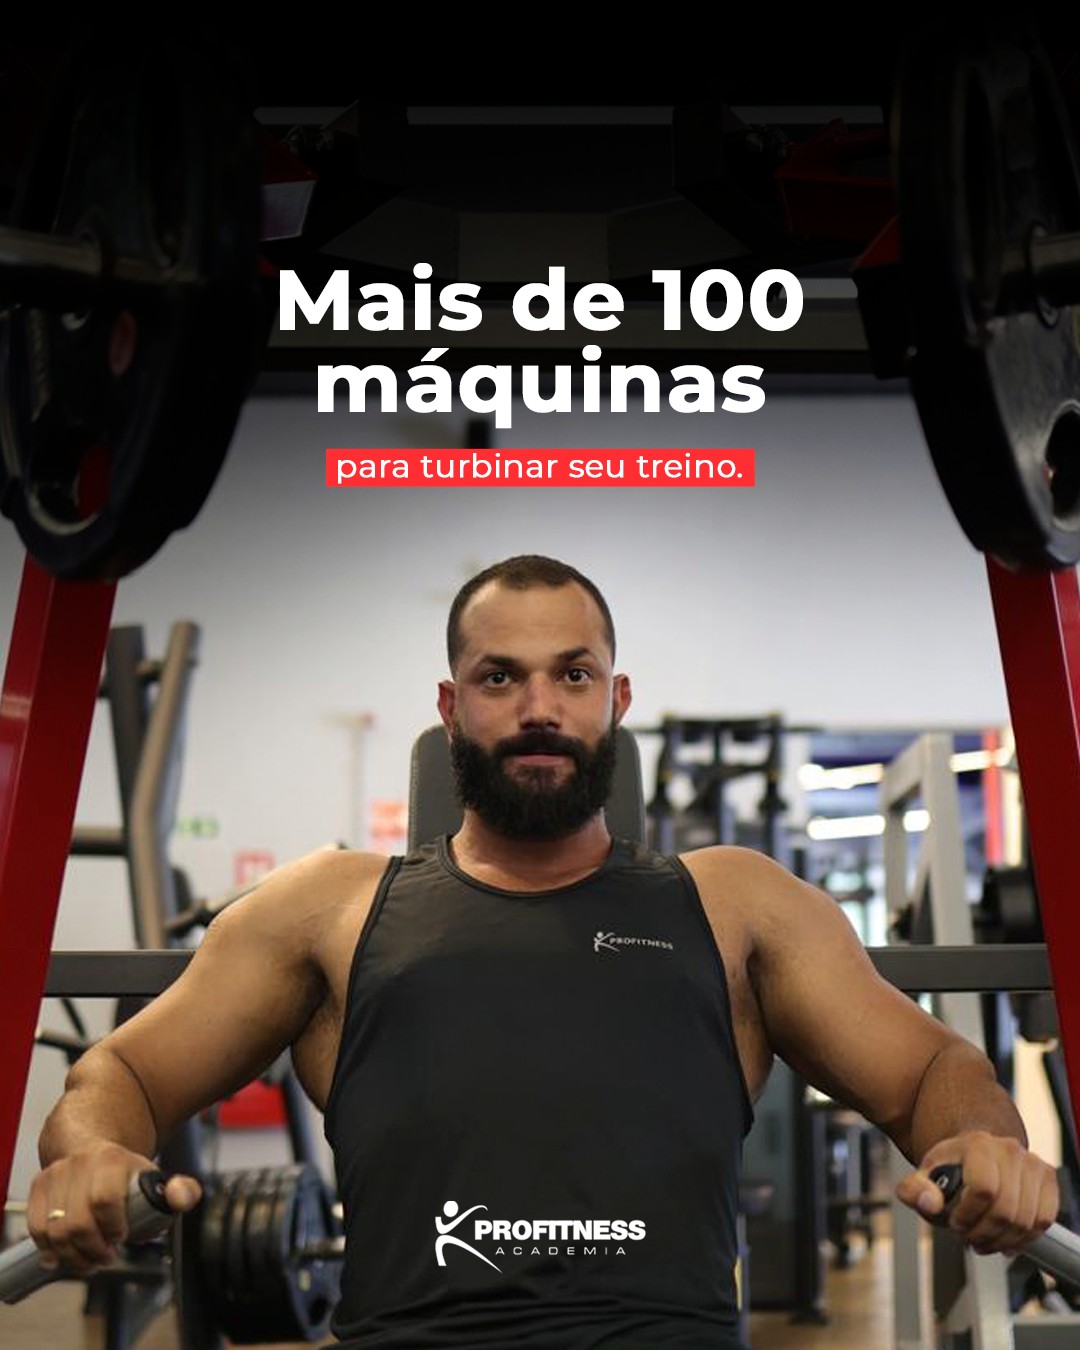 Mais de 100
máquinas
para turbinar seu treino.
PROFITNESS
PROFITNESS
ACADEMIA